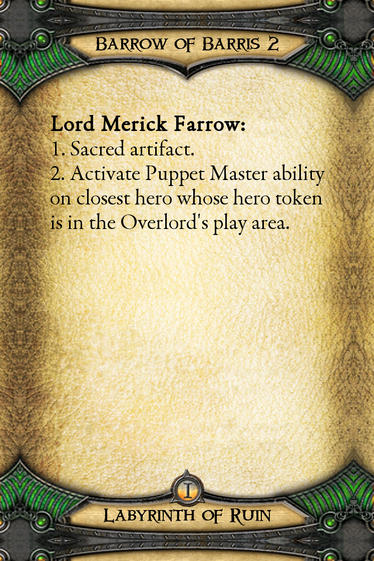 Barrow of Barris 2
Lord Merick Farrow:
1. Sacred artifact.
2. Activate Puppet Master ability
on closest hero whose hero token
is in the Overlord's play area.
I
Labyrinth of Ruin